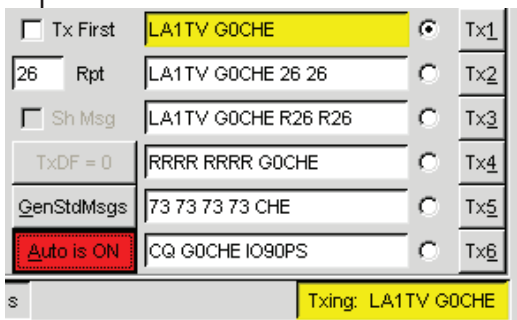 Tx First LA1TV G0CHE Tx1
26 Rpt LA1TV G0CHE 26 26 Tx2
Sh Msg LA1TV G0CHE R26 R26 Tx3
TxDF = 0 RRRR RRRR G0CHE Tx4
GenStdMsgs 73 73 73 73 CHE Tx5
Auto is ON CQ G0CHE IO90PS Tx6
s Txing: LA1TV G0CHE